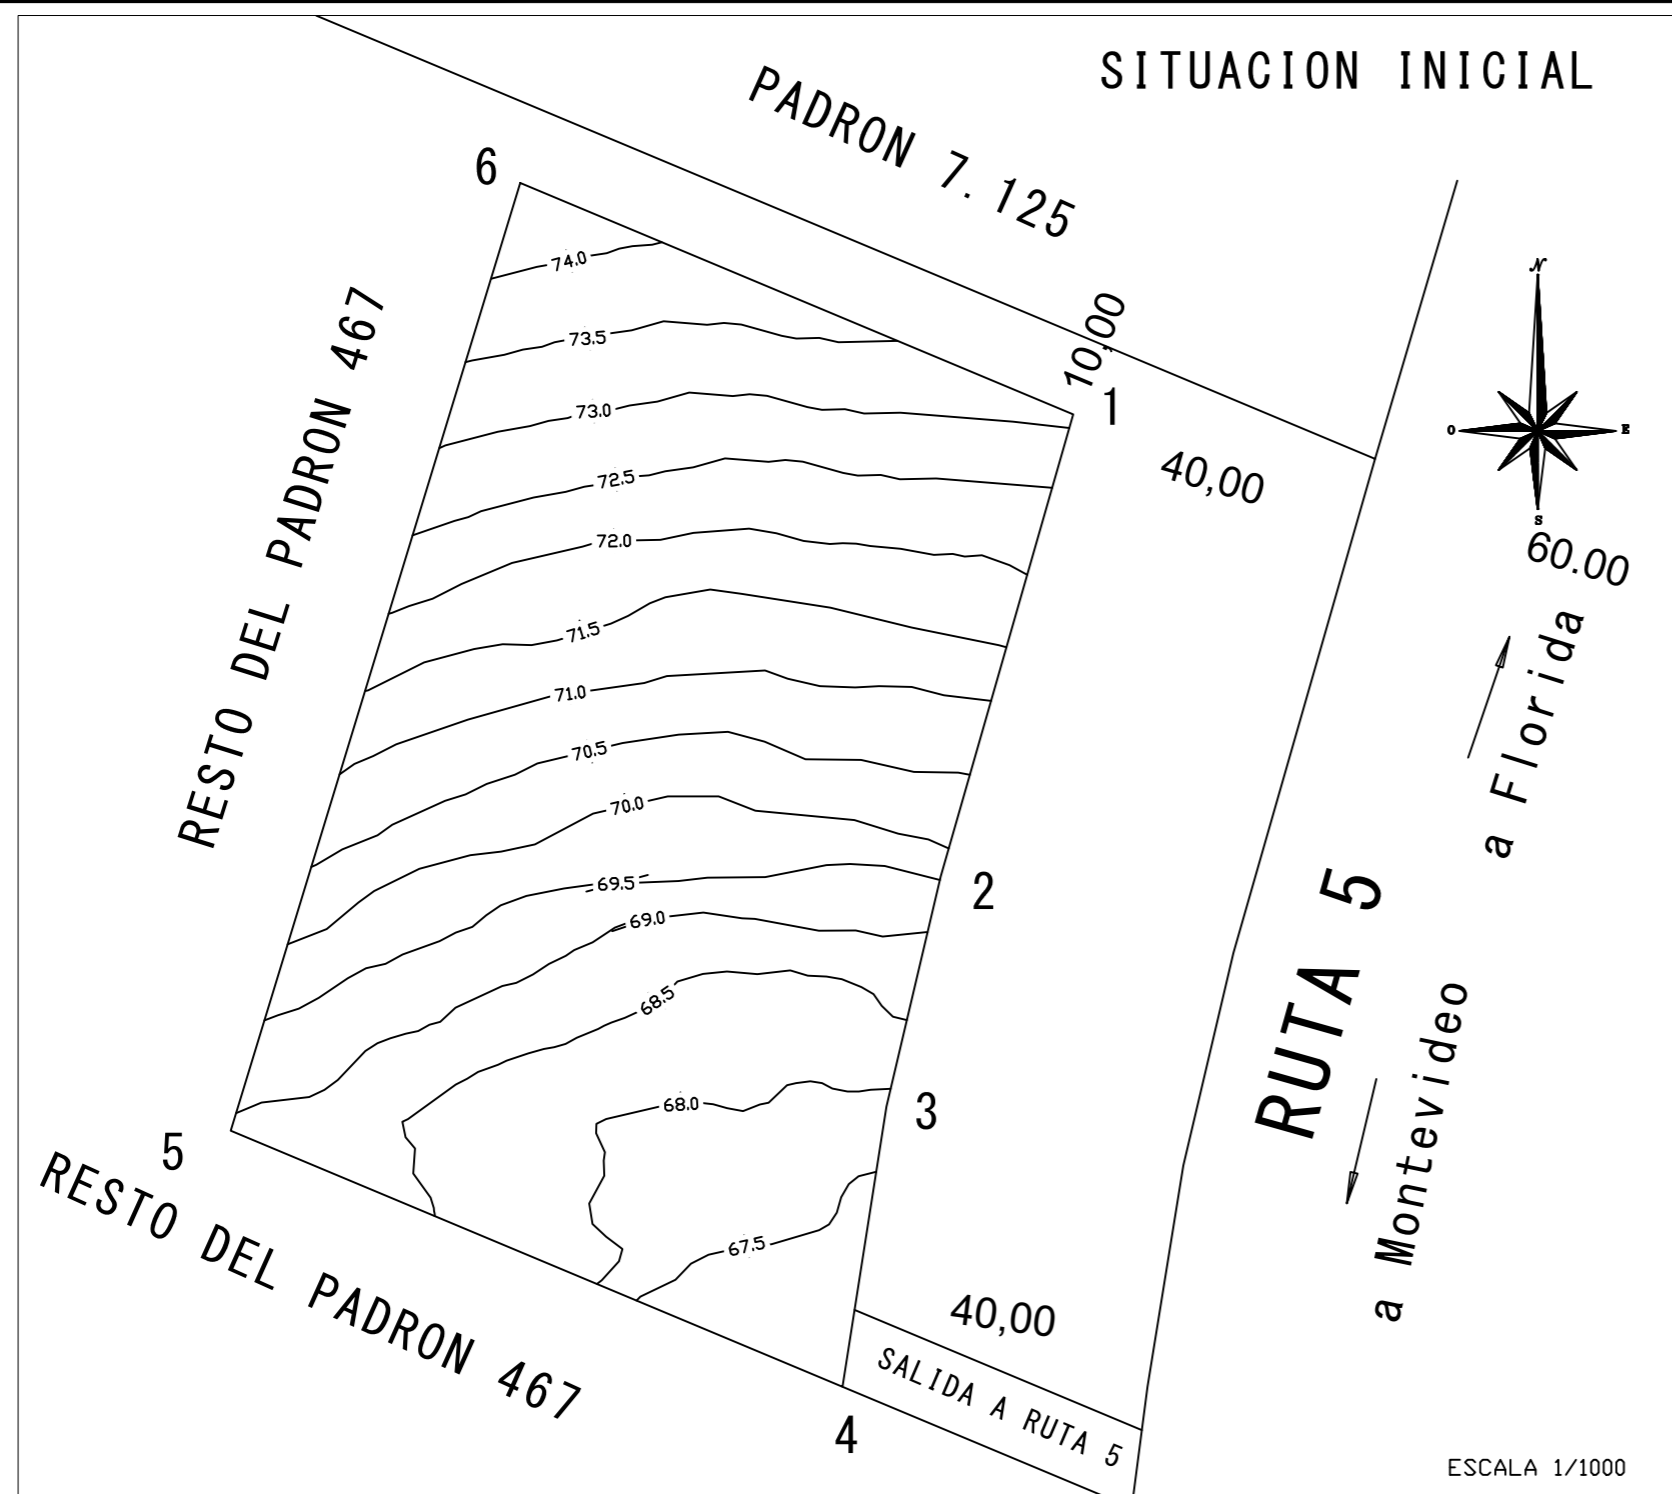 SITUACION INICIAL
PADRON 7.125
6
74.0
N
73.5
10,00
1
73.0
O
E
40,00
72.5
S
72.0
60.00
RESTO DEL PADRON 467
71.5
71.0
a Florida
70.5
70.0
69.5
2
69.0
RUTA 5
68.5
68.0
3
a Montevideo
5
67.5
RESTO DEL PADRON 467
40,00
SALIDA A RUTA 5
4
ESCALA 1/1000